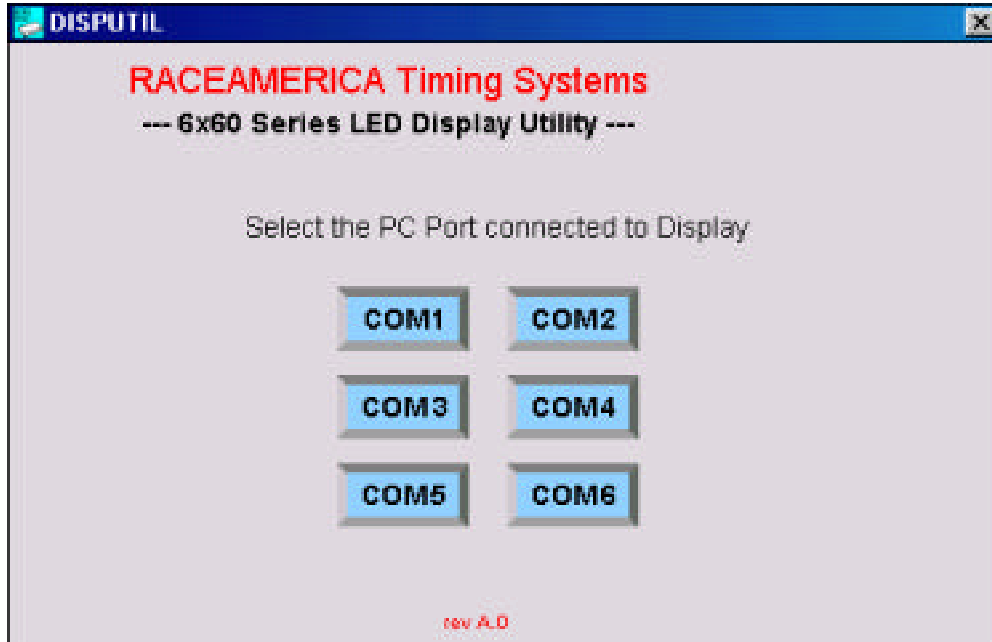 DISPUTIL
RACEAMERICA Timing Systems
--- 6x60 Series LED Display Utility ---
Select the PC Port connected to Display
COM1 COM2
COM3 COM4
COM5 COM6
rev A.0